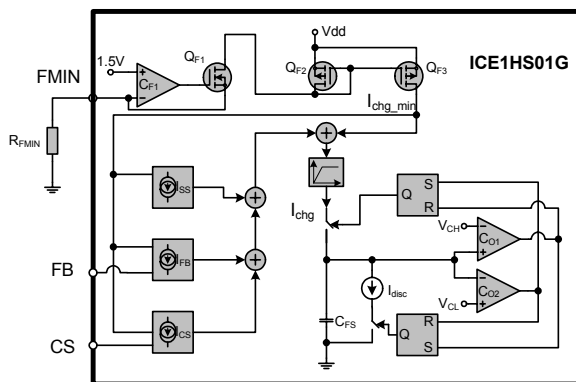 Vdd
ICE1HS01G
1.5V
QF1
QF2
QF3
FMIN
+
CF1
−
Ichg_min
RFMIN
ISS
Ichg
Q
S
R
VCH
−
CO1
+
FB
IFB
Idisc
−
CO2
VCL
+
CFS
Q
R
S
CS
ICS